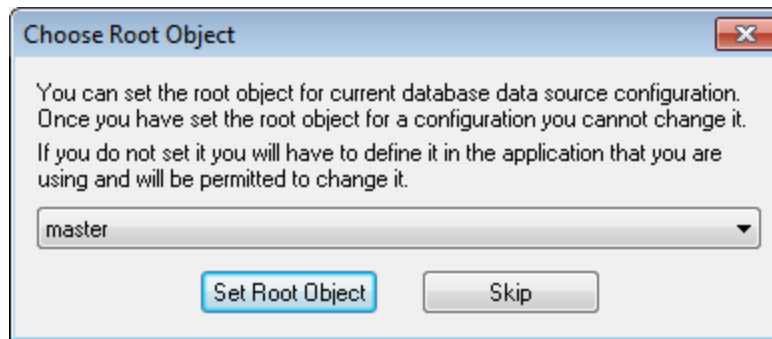 Choose Root Object
You can set the root object for current database data source configuration.
Once you have set the root object for a configuration you cannot change it.
If you do not set it you will have to define it in the application that you are
using and will be permitted to change it.
master
Set Root Object
Skip